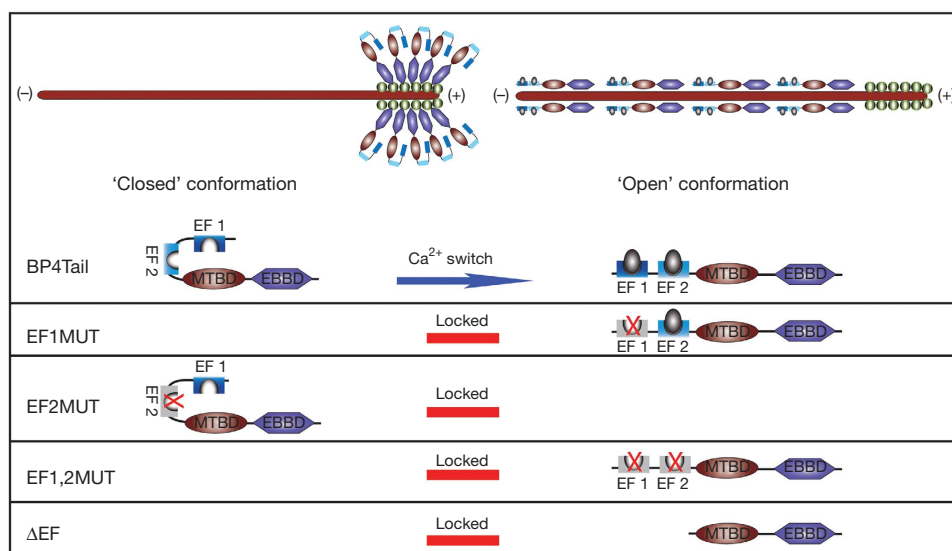 (–) (+) (–) (+)
'Closed' conformation 'Open' conformation
BP4Tail EF 1 EF 2 MTBD EBBD Ca2+ switch EF 1 EF 2 MTBD EBBD
EF1MUT Locked X EF 1 EF 2 MTBD EBBD
EF2MUT EF 1 EF 2 X MTBD EBBD Locked
EF1,2MUT Locked X X EF 1 EF 2 MTBD EBBD
ΔEF Locked MTBD EBBD